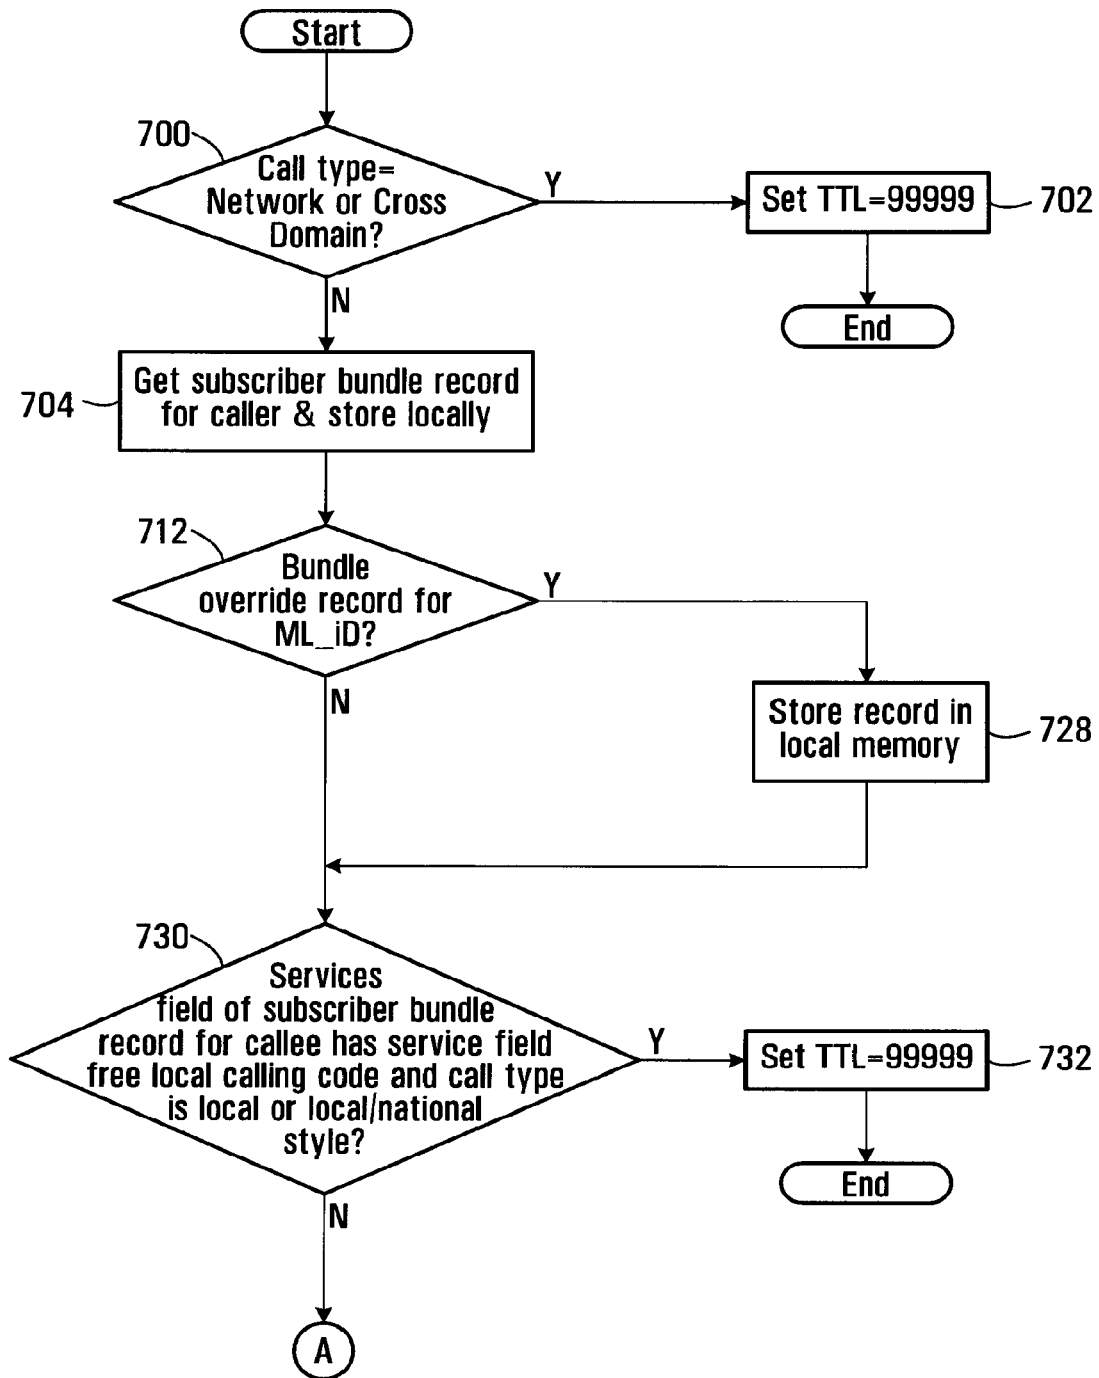 Start
700
Call type=
Network or Cross
Domain?
Y
Set TTL=99999
702
End
N
Get subscriber bundle record
for caller & store locally
704
712
Bundle
override record for
ML_iD?
Y
N
Store record in
local memory
728
730
Services
field of subscriber bundle
record for callee has service field
free local calling code and call type
is local or local/national
style?
Y
Set TTL=99999
732
End
N
A